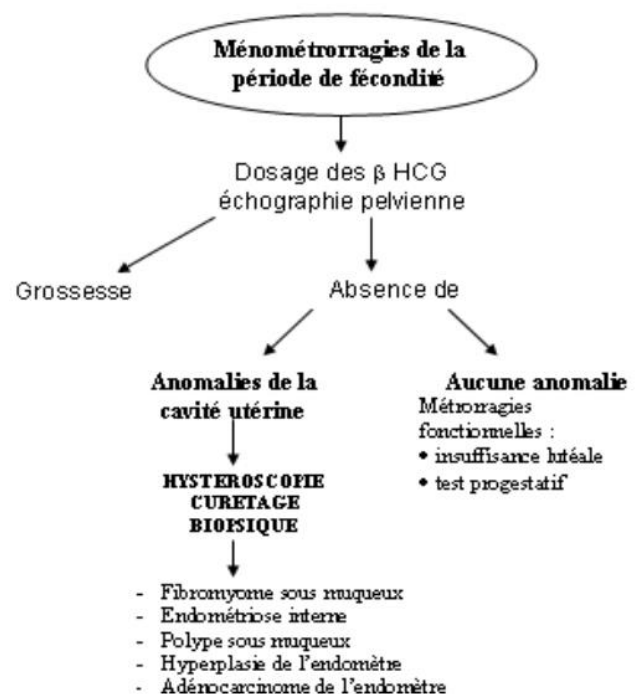 Ménométrorragies de la
période de fécondité
Dosage des β HCG
échographie pelvienne
Grossesse
Absence de
Anomalies de la
cavité utérine
Aucune anomalie
Métrorragies
fonctionnelles :
• insuffisance lutéale
• test progestatif
HYSTEROSCOPIE
CURETAGE
BIOPSIQUE
- Fibromyome sous muqueux
- Endométriose interne
- Polype sous muqueux
- Hyperplasie de l'endomètre
- Adénocarcinome de l'endomètre